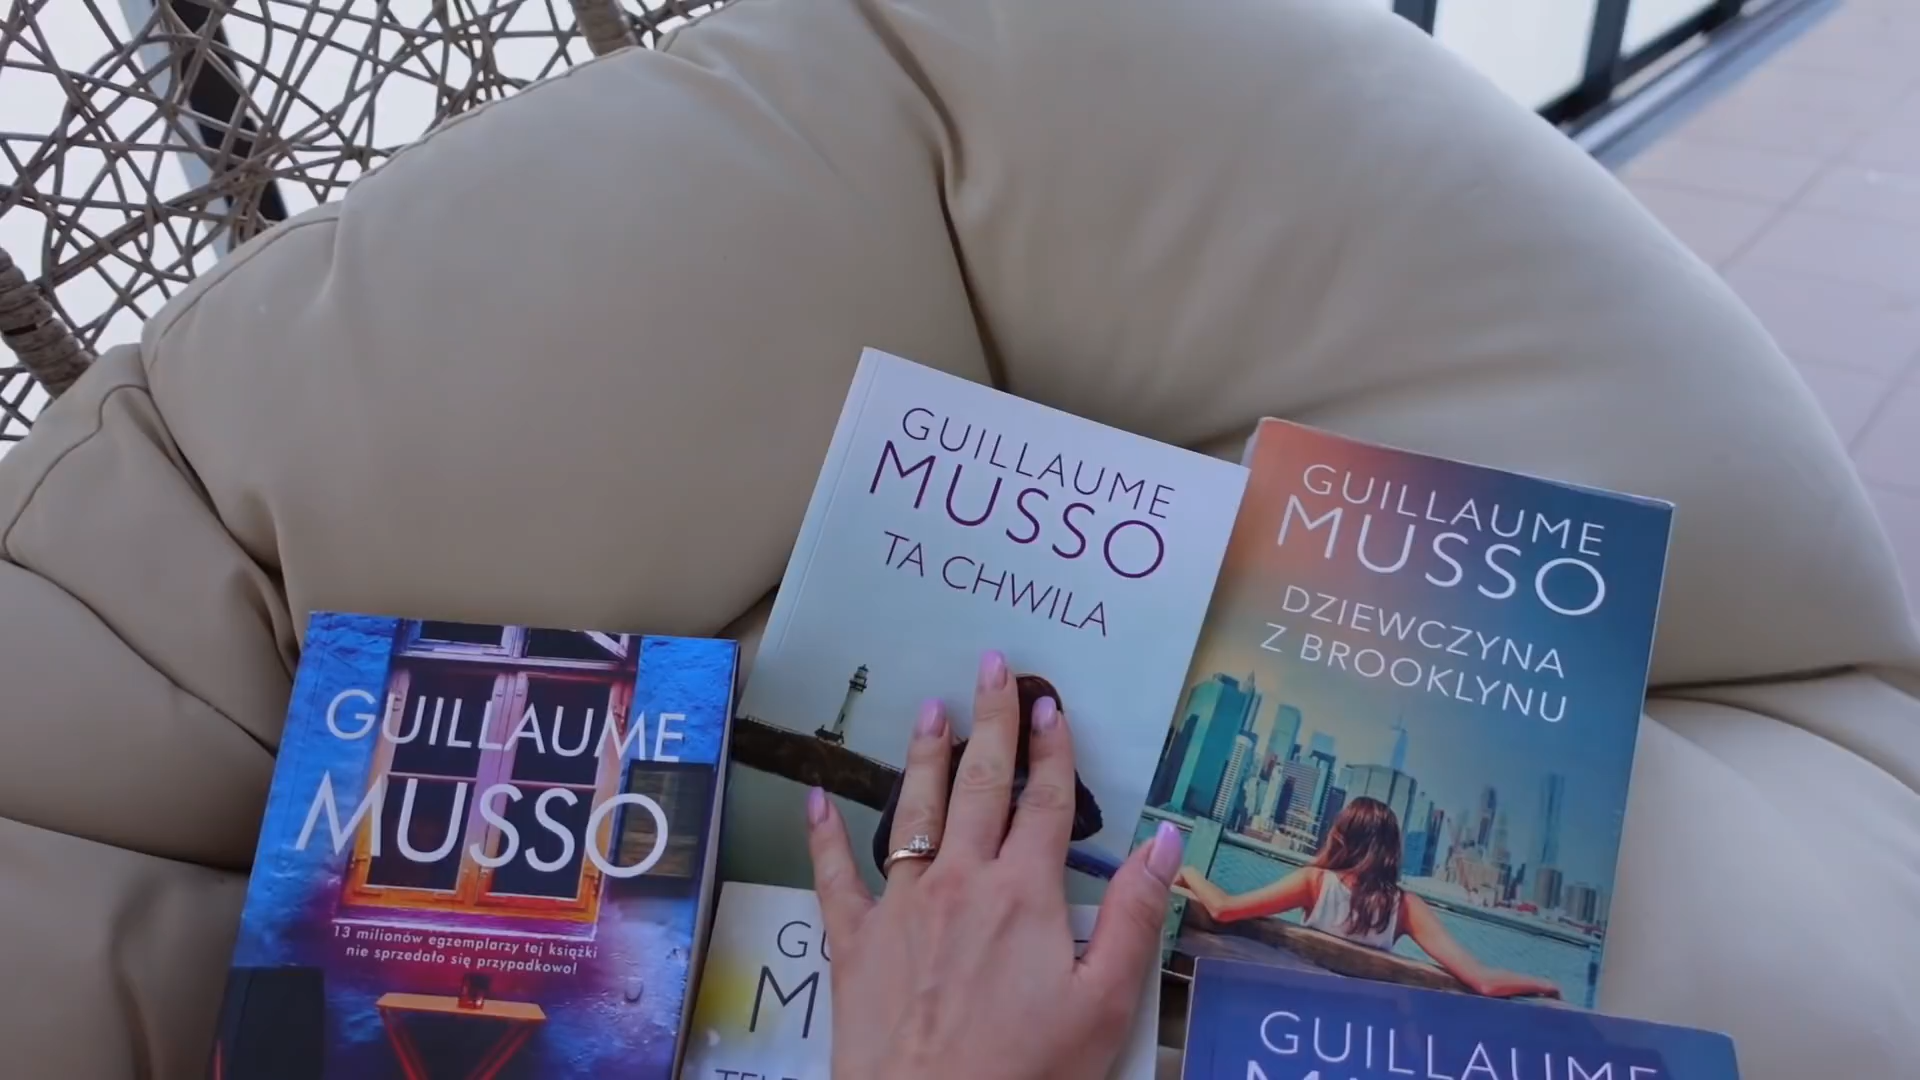 GUILLAUME
MUSSO
TA CHWILA
GUILLAUME
MUSSO
DZIEWCZYNA
Z BROOKLYNU
GUILLAUME
MUSSO
13 milionów egzemplarzy tej książki
nie sprzedało się przypadkowo!
GUILLAUME